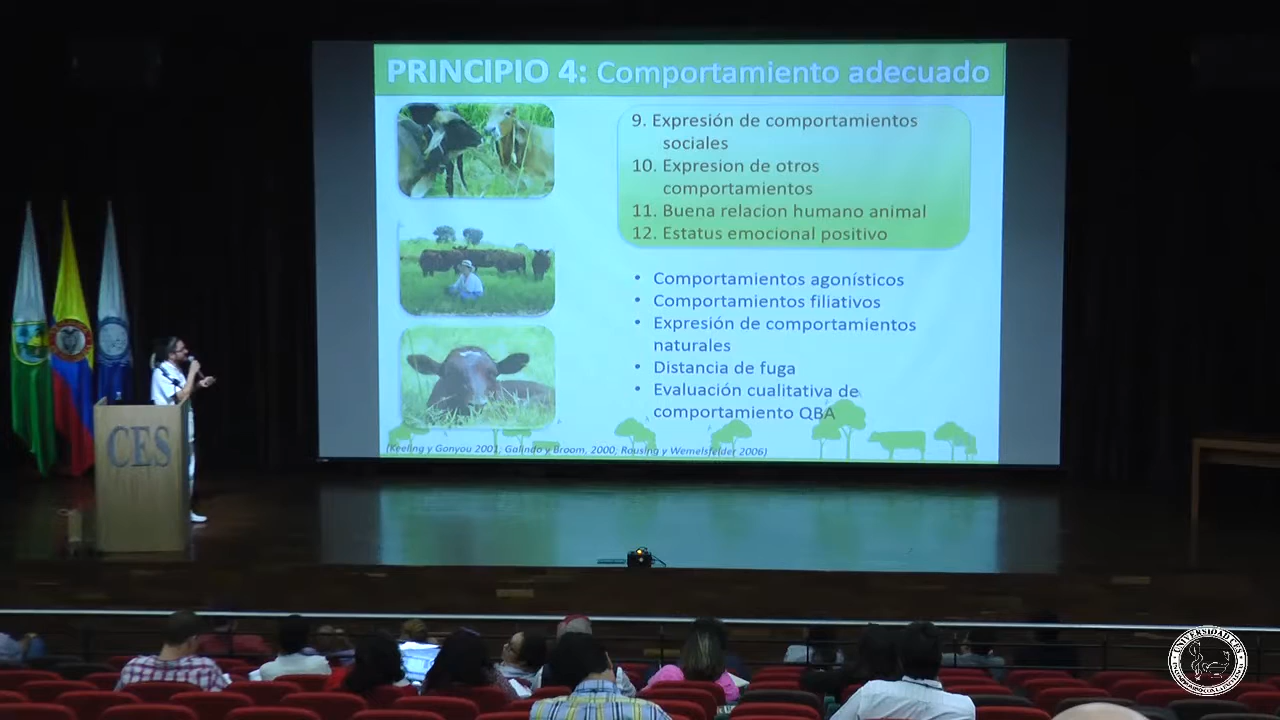 PRINCIPIO 4: Comportamiento adecuado
9. Expresión de comportamientos
sociales
10. Expresion de otros
comportamientos
11. Buena relacion humano animal
12. Estatus emocional positivo
• Comportamientos agonísticos
• Comportamientos filiativos
• Expresión de comportamientos
naturales
• Distancia de fuga
• Evaluación cualitativa de
comportamiento QBA
(Keeling y Gonyou 2001, Galindo y Broom, 2000, Rousing y Wemelsfelder 2006)
CES
UNIVERSIDAD CES